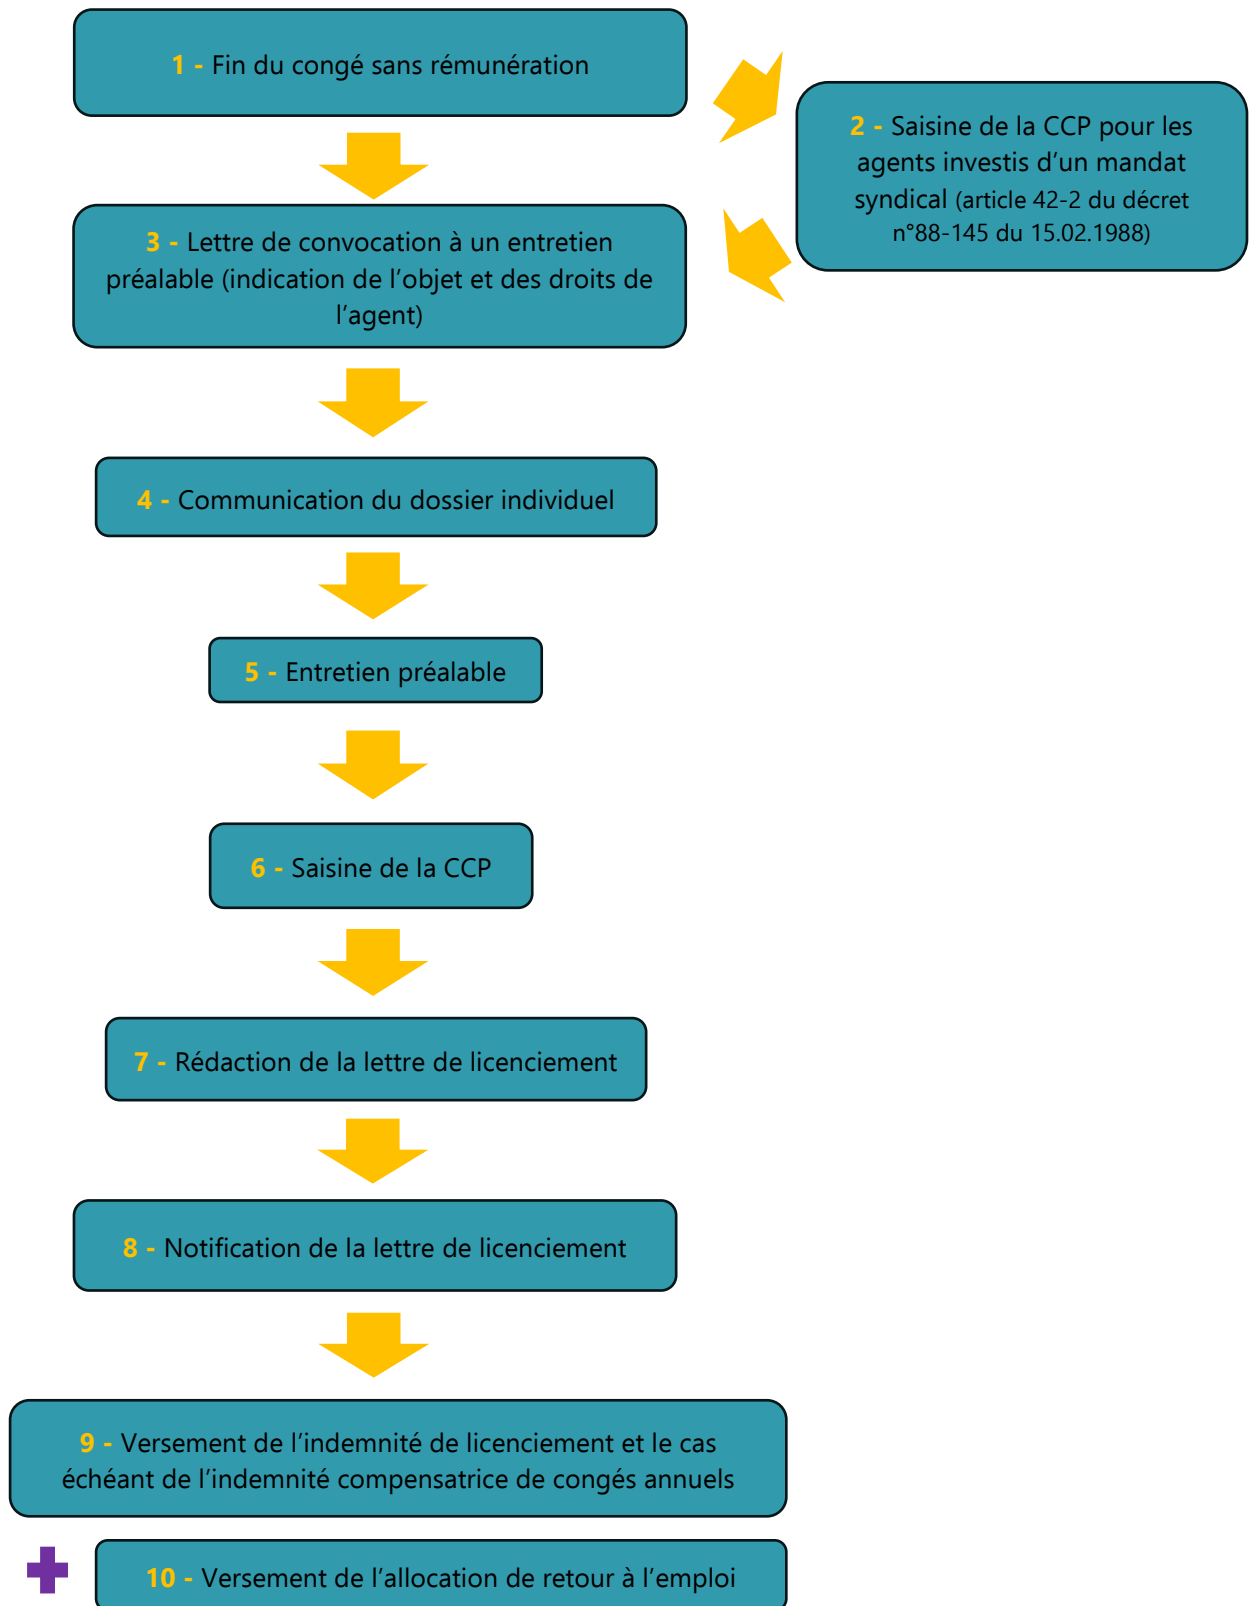 1 - Fin du congé sans rémunération
2 - Saisine de la CCP pour les
agents investis d’un mandat
syndical (article 42-2 du décret
n°88-145 du 15.02.1988)
3 - Lettre de convocation à un entretien
préalable (indication de l’objet et des droits de
l’agent)
4 - Communication du dossier individuel
5 - Entretien préalable
6 - Saisine de la CCP
7 - Rédaction de la lettre de licenciement
8 - Notification de la lettre de licenciement
9 - Versement de l’indemnité de licenciement et le cas
échéant de l’indemnité compensatrice de congés annuels
10 - Versement de l’allocation de retour à l’emploi